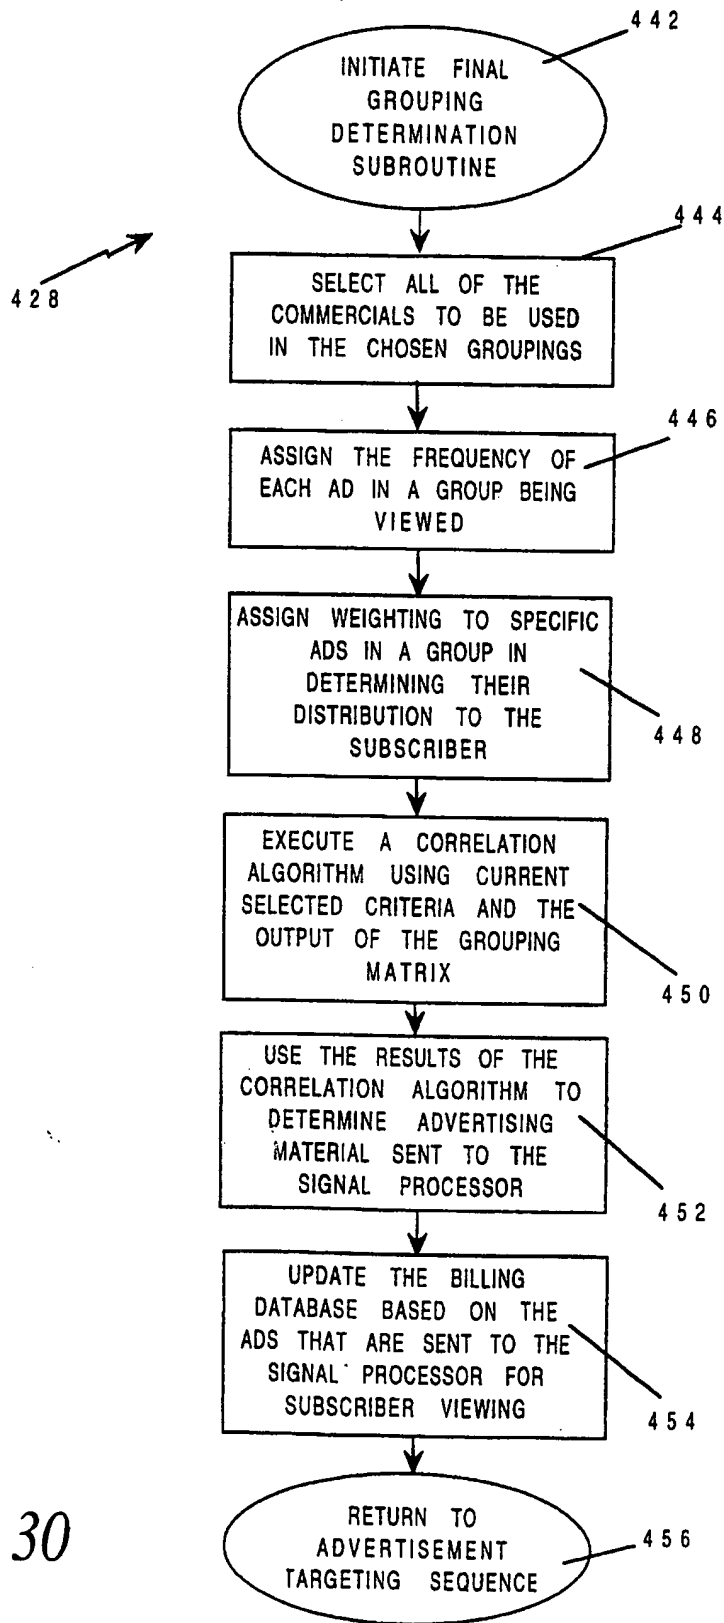 442
INITIATE FINAL
GROUPING
DETERMINATION
SUBROUTINE
444
428
SELECT ALL OF THE
COMMERCIALS TO BE USED
IN THE CHOSEN GROUPINGS
446
ASSIGN THE FREQUENCY OF
EACH AD IN A GROUP BEING
VIEWED
ASSIGN WEIGHTING TO SPECIFIC
ADS IN A GROUP IN
DETERMINING THEIR
DISTRIBUTION TO THE
SUBSCRIBER
448
EXECUTE A CORRELATION
ALGORITHM USING CURRENT
SELECTED CRITERIA AND THE
OUTPUT OF THE GROUPING
MATRIX
450
USE THE RESULTS OF THE
CORRELATION ALGORITHM TO
DETERMINE ADVERTISING
MATERIAL SENT TO THE
SIGNAL PROCESSOR
452
UPDATE THE BILLING
DATABASE BASED ON THE
ADS THAT ARE SENT TO THE
SIGNAL PROCESSOR FOR
SUBSCRIBER VIEWING
454
30
RETURN TO
ADVERTISEMENT
TARGETING SEQUENCE
456